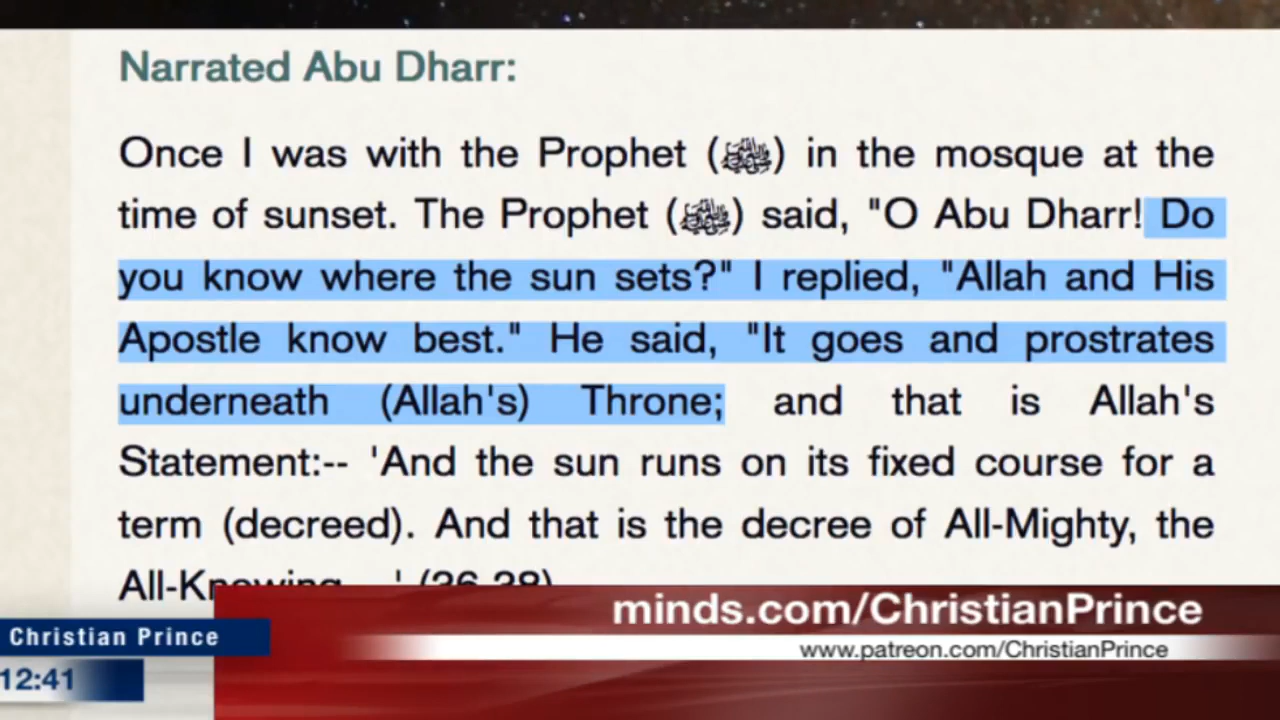 Narrated Abu Dharr:
Once I was with the Prophet (ﷺ) in the mosque at the
time of sunset. The Prophet (ﷺ) said, "O Abu Dharr! Do
you know where the sun sets?" I replied, "Allah and His
Apostle know best." He said, "It goes and prostrates
underneath (Allah's) Throne; and that is Allah's
Statement:-- 'And the sun runs on its fixed course for a
term (decreed). And that is the decree of All-Mighty, the
All-Knowing....' (36.38)
minds.com/ChristianPrince
Christian Prince
www.patreon.com/ChristianPrince
12:41